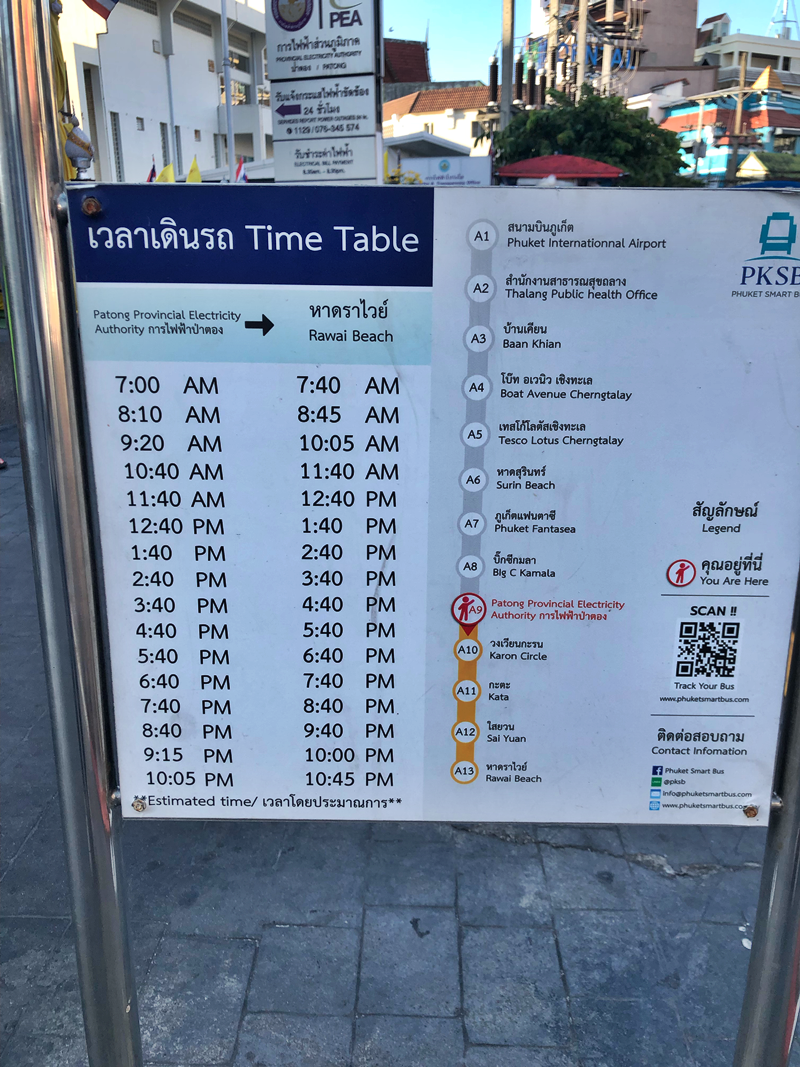 PEA
การไฟฟ้าส่วนภูมิภาค
PROVINCIAL ELECTRICITY AUTHORITY
ป่าตอง / PATONG
รับแจ้งกระแสไฟฟ้าขัดข้อง
24 ชั่วโมง
SERVICES REPORT POWER OUTAGES 24 hr.
1129 / 076-345 574
รับชำระค่าไฟฟ้า
ELECTRICAL BILL PAYMENT
เวลาเดินรถ Time Table
Patong Provincial Electricity
Authority การไฟฟ้าป่าตอง
หาดราไวย์
Rawai Beach
7:00 AM 7:40 AM
8:10 AM 8:45 AM
9:20 AM 10:05 AM
10:40 AM 11:40 AM
11:40 AM 12:40 PM
12:40 PM 1:40 PM
1:40 PM 2:40 PM
2:40 PM 3:40 PM
3:40 PM 4:40 PM
4:40 PM 5:40 PM
5:40 PM 6:40 PM
6:40 PM 7:40 PM
7:40 PM 8:40 PM
8:40 PM 9:40 PM
9:15 PM 10:00 PM
10:05 PM 10:45 PM
**Estimated time/ เวลาโดยประมาณการ**
A1 สนามบินภูเก็ต
Phuket Internationnal Airport
A2 สำนักงานสาธารณสุขถลาง
Thalang Public health Office
A3 บ้านเคียน
Baan Khian
A4 โบ๊ท อเวนิว เชิงทะเล
Boat Avenue Cherngtalay
A5 เทสโก้โลตัสเชิงทะเล
Tesco Lotus Cherngtalay
A6 หาดสุรินทร์
Surin Beach
A7 ภูเก็ตแฟนตาซี
Phuket Fantasea
A8 บิ๊กซีกมลา
Big C Kamala
A9 Patong Provincial Electricity
Authority การไฟฟ้าป่าตอง
A10 วงเวียนกะรน
Karon Circle
A11 กะตะ
Kata
A12 ใสยวน
Sai Yuan
A13 หาดราไวย์
Rawai Beach
PKSB
PHUKET SMART B
สัญลักษณ์
Legend
คุณอยู่ที่นี่
You Are Here
SCAN !!
Track Your Bus
www.phuketsmartbus.com
ติดต่อสอบถาม
Contact Infomation
Phuket Smart Bus
@pksb
info@phuketsmartbus.com
www.phuketsmartbus.co